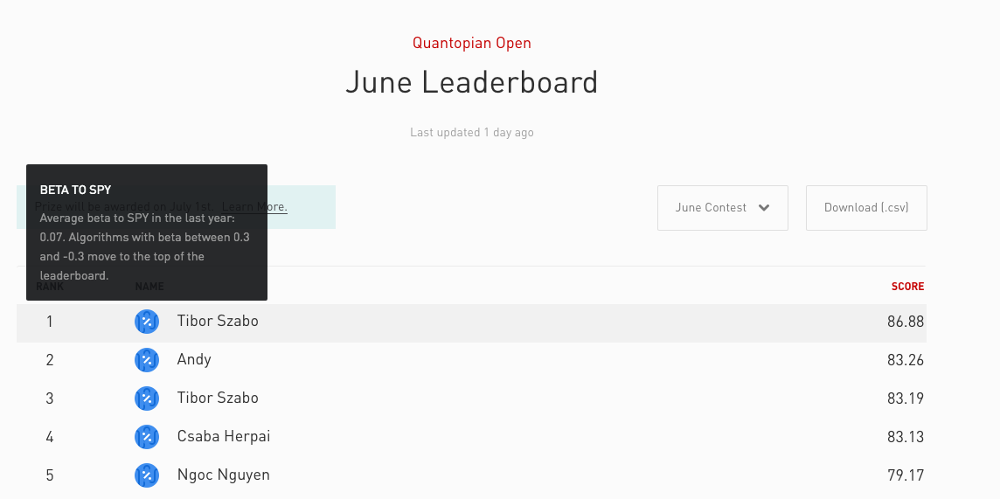 Quantopian Open
June Leaderboard
Last updated 1 day ago
BETA TO SPY
Prize will be awarded on July 1st. Learn More.
Average beta to SPY in the last year:
0.07. Algorithms with beta between 0.3
and -0.3 move to the top of the
leaderboard.
June Contest Download (.csv)
RANK NAME SCORE
1 Tibor Szabo 86.88
2 Andy 83.26
3 Tibor Szabo 83.19
4 Csaba Herpai 83.13
5 Ngoc Nguyen 79.17